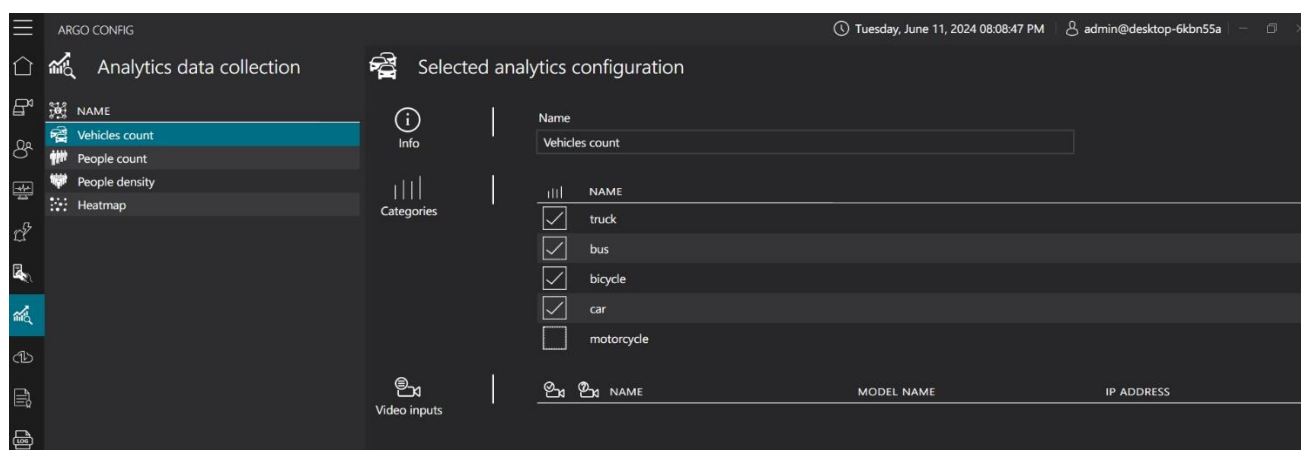 ARGO CONFIG
Tuesday, June 11, 2024 08:08:47 PM
admin@desktop-6kbn55a
Analytics data collection
Selected analytics configuration
NAME
Vehicles count
People count
People density
Heatmap
Info
Name
Vehicles count
Categories
NAME
truck
bus
bicycle
car
motorcycle
Video inputs
NAME MODEL NAME IP ADDRESS
LOG